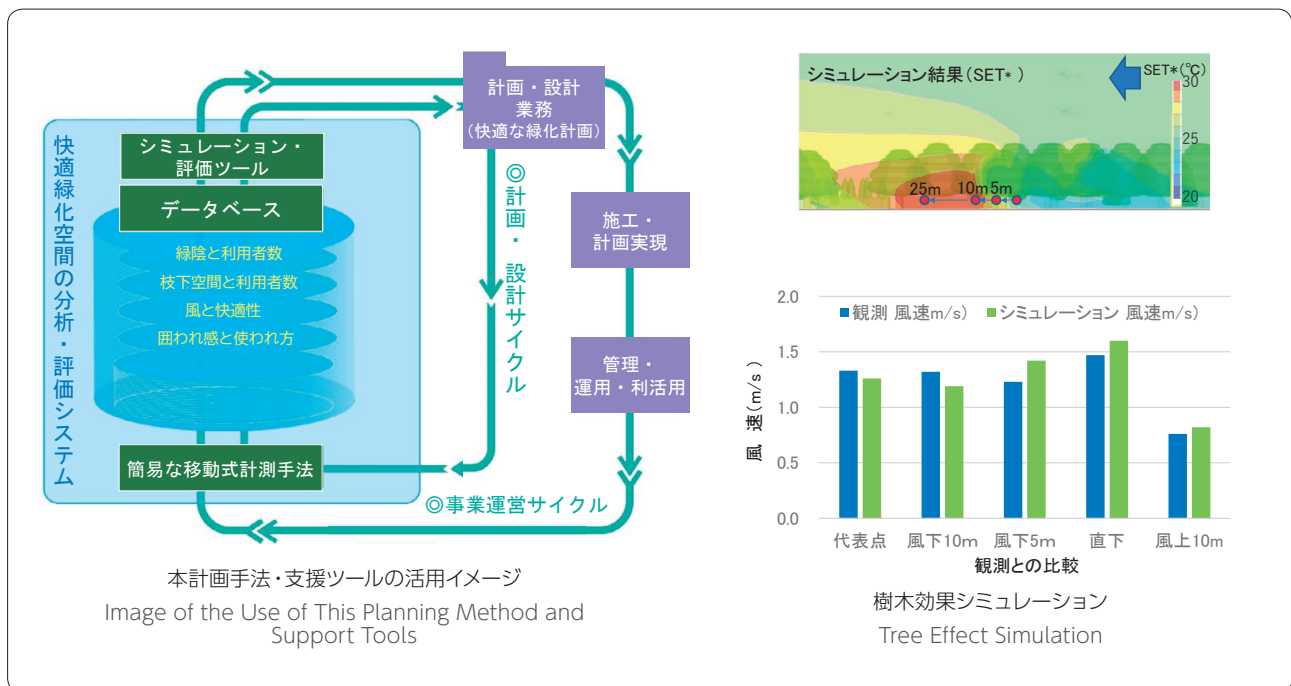 快適緑化空間の分析・評価システム
シミュレーション・
評価ツール
データベース
緑陰と利用者数
枝下空間と利用者数
風と快適性
囲われ感と使われ方
簡易な移動式計測手法
計画・設計
業務
(快適な緑化計画)
◎計画・設計サイクル
施工・
計画実現
管理・
運用・利活用
◎事業運営サイクル
本計画手法・支援ツールの活用イメージ
Image of the Use of This Planning Method and
Support Tools
シミュレーション結果(SET*)
SET*(℃)
30
25
20
25m 10m 5m
2.0
1.5
1.0
0.5
0.0
風 速(m/s)
観測 風速m/s) シミュレーション 風速m/s)
代表点 風下10m 風下5m 直下 風上10m
観測との比較
樹木効果シミュレーション
Tree Effect Simulation